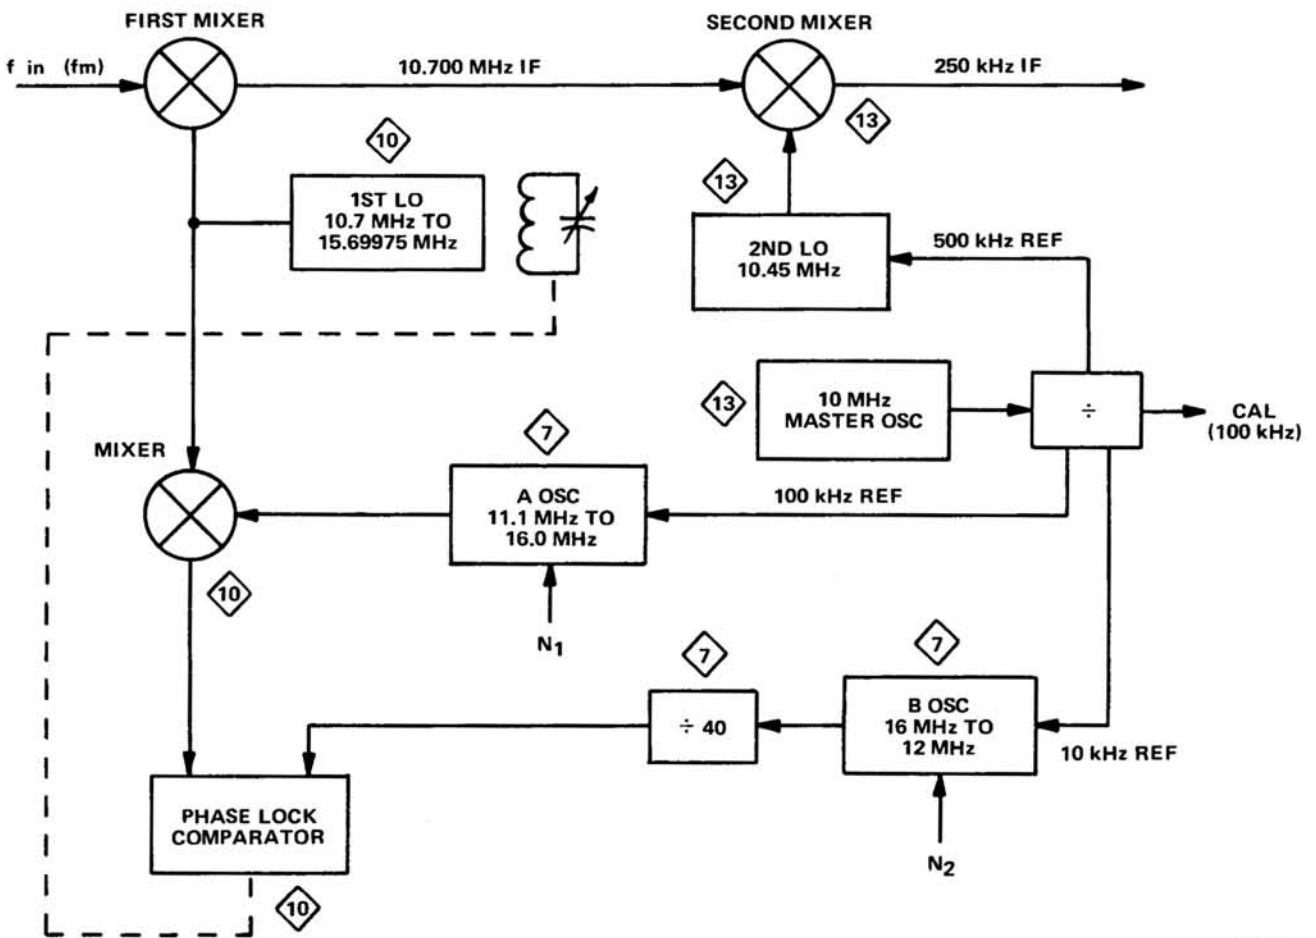 FIRST MIXER
SECOND MIXER
f in (fm)
10.700 MHz IF
250 kHz IF
10
13
13
1ST LO
10.7 MHz TO
15.69975 MHz
2ND LO
10.45 MHz
500 kHz REF
13
10 MHz
MASTER OSC
÷
CAL
(100 kHz)
MIXER
7
A OSC
11.1 MHz TO
16.0 MHz
100 kHz REF
10
N1
7
7
÷ 40
B OSC
16 MHz TO
12 MHz
10 kHz REF
PHASE LOCK
COMPARATOR
N2
10